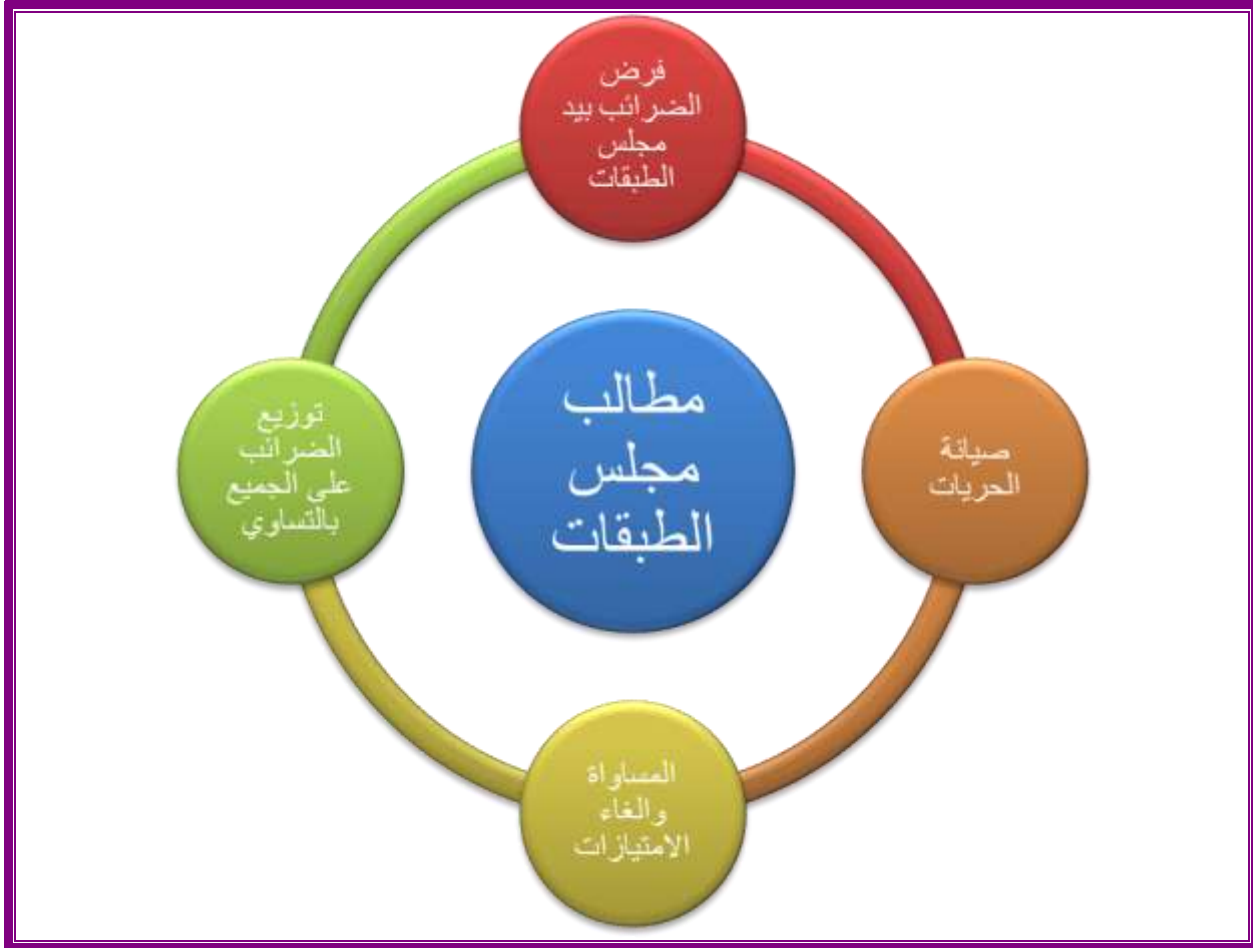 فرض
الضرائب بيد
مجلس
الطبقات
صيانة
الحريات
مطالب
مجلس
الطبقات
توزيع
الضرائب
على الجميع
بالتساوي
المساواة
والغاء
الامتيازات